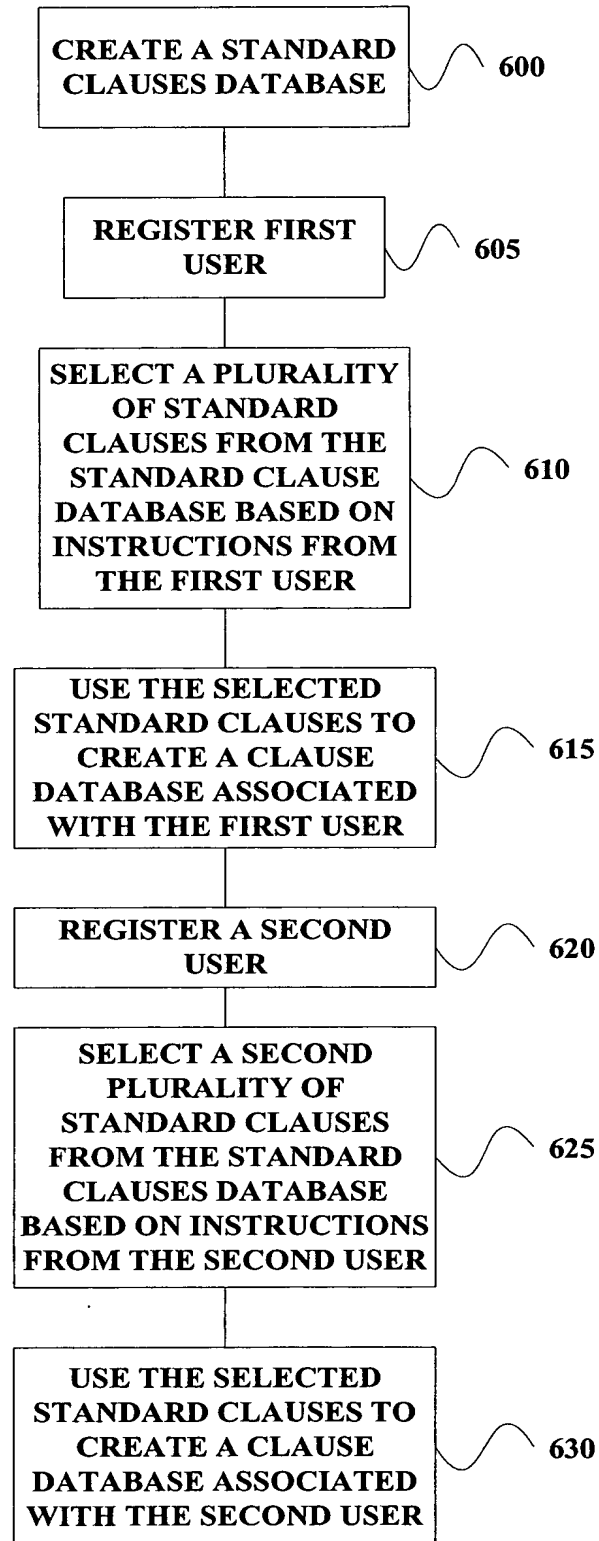 CREATE A STANDARD
CLAUSES DATABASE
600
REGISTER FIRST
USER
605
SELECT A PLURALITY
OF STANDARD
CLAUSES FROM THE
STANDARD CLAUSE
DATABASE BASED ON
INSTRUCTIONS FROM
THE FIRST USER
610
USE THE SELECTED
STANDARD CLAUSES TO
CREATE A CLAUSE
DATABASE ASSOCIATED
WITH THE FIRST USER
615
REGISTER A SECOND
USER
620
SELECT A SECOND
PLURALITY OF
STANDARD CLAUSES
FROM THE STANDARD
CLAUSES DATABASE
BASED ON INSTRUCTIONS
FROM THE SECOND USER
625
USE THE SELECTED
STANDARD CLAUSES TO
CREATE A CLAUSE
DATABASE ASSOCIATED
WITH THE SECOND USER
630